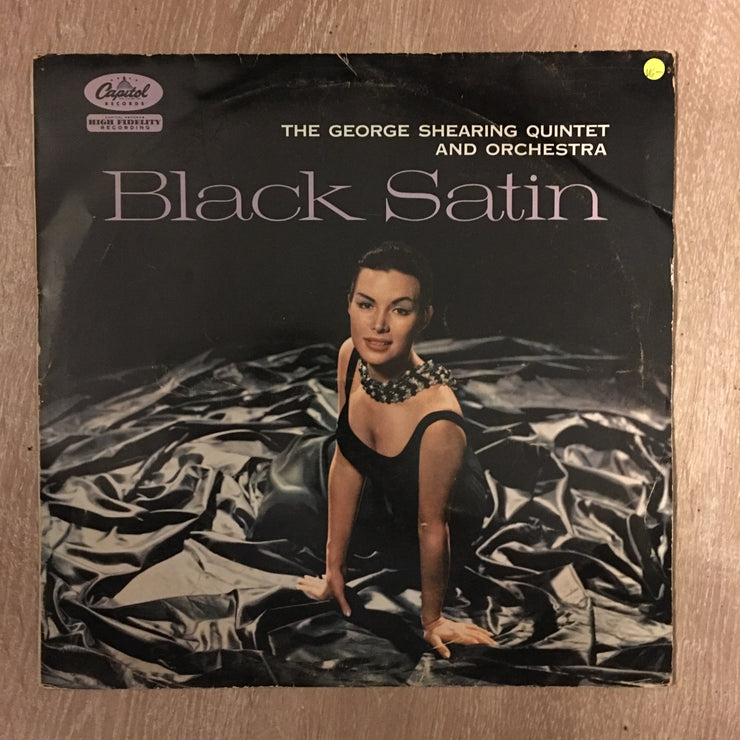 Capitol
RECORDS
HIGH FIDELITY
RECORDING
THE GEORGE SHEARING QUINTET
AND ORCHESTRA
Black Satin